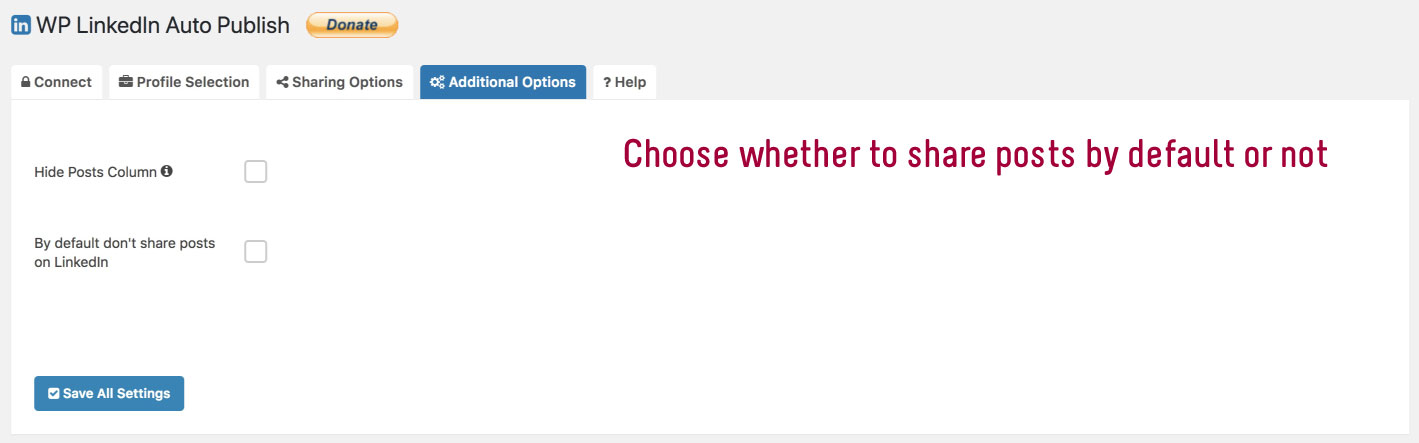 in WP LinkedIn Auto Publish Donate
Connect Profile Selection Sharing Options Additional Options ? Help
Choose whether to share posts by default or not
Hide Posts Column
By default don't share posts
on LinkedIn
Save All Settings